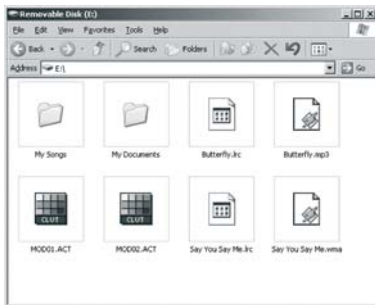 Removable Disk (E:)
File Edit View Favorites Tools Help
Back Search Folders
Address E:\ Go
My Songs My Documents Butterfly.lrc Butterfly.mp3
CLUT CLUT
MOD01.ACT MOD02.ACT Say You Say Me.lrc Say You Say Me.wma